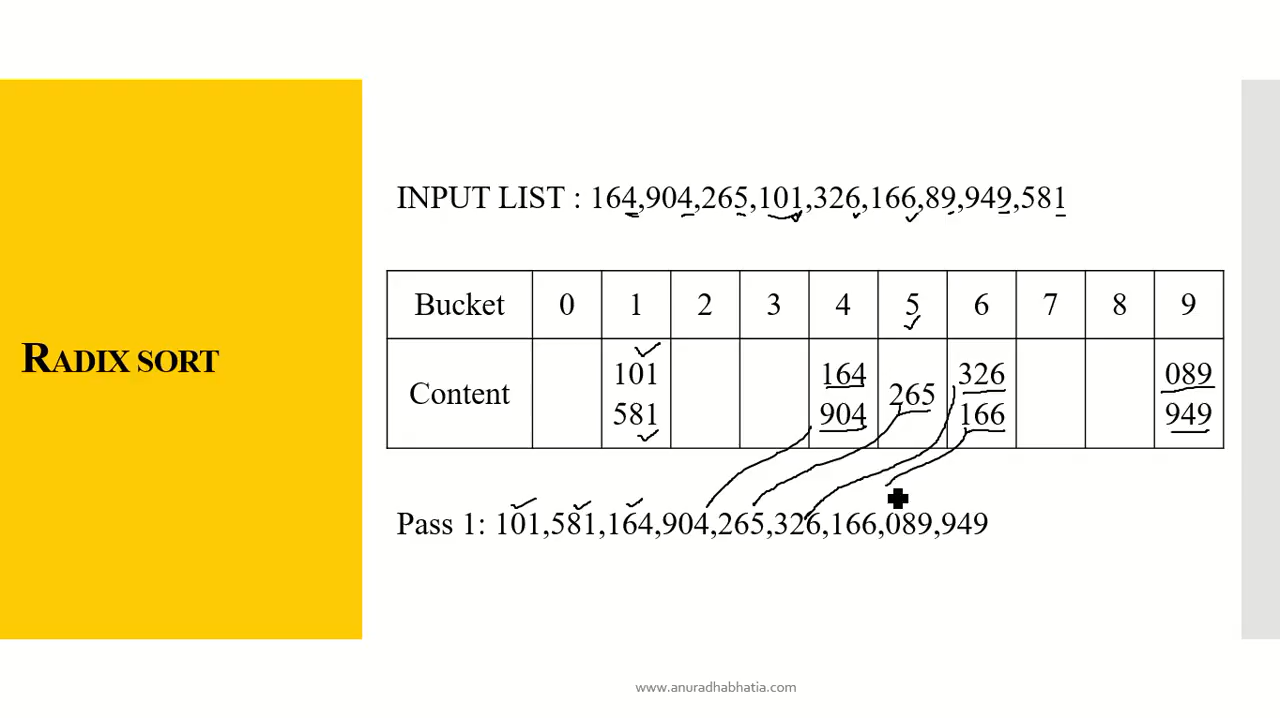 RADIX SORT
INPUT LIST : 164,904,265,101,326,166,89,949,581
Bucket 0 1 2 3 4 5 6 7 8 9
Content 101 581 164 904 265 326 166 089 949
Pass 1: 101,581,164,904,265,326,166,089,949
www.anuradhabhatia.com